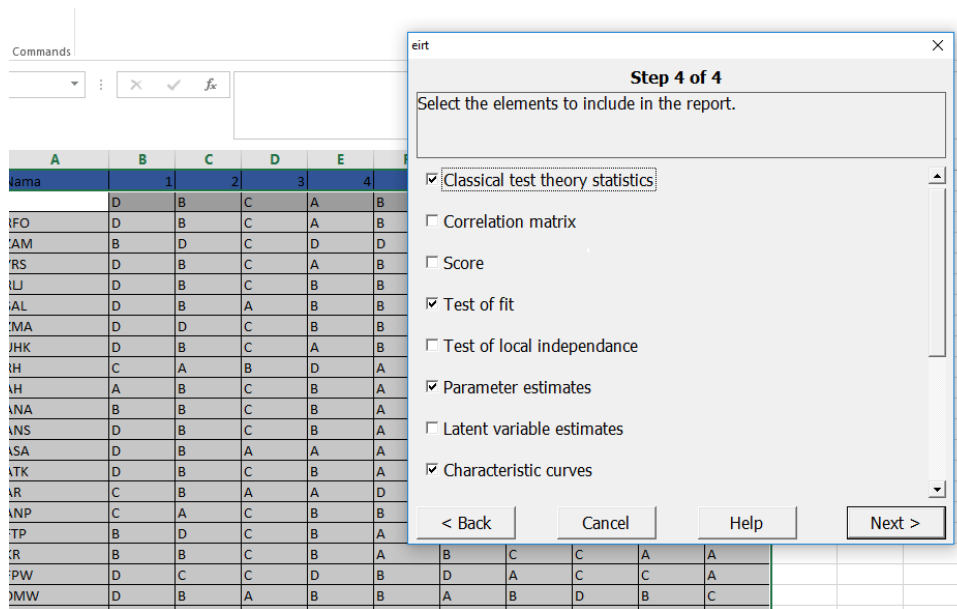 Commands
eirt
Step 4 of 4
Select the elements to include in the report.
Classical test theory statistics
Correlation matrix
Score
Test of fit
Test of local independance
Parameter estimates
Latent variable estimates
Characteristic curves
< Back Cancel Help Next >
fx
A B C D E
1 2 3 4
D B C A B
D B C A B
B D C D D
D B C A B
D B C B B
D B A B B
D D C B B
D B C A B
C A B D A
A B C B A
B B C B A
D B C B A
D B A A A
D B C B A
C B A A D
C A C B B
B D C B A
B B C B A B C C A A
D C C D B D A C C A
D B A B B A B D B C